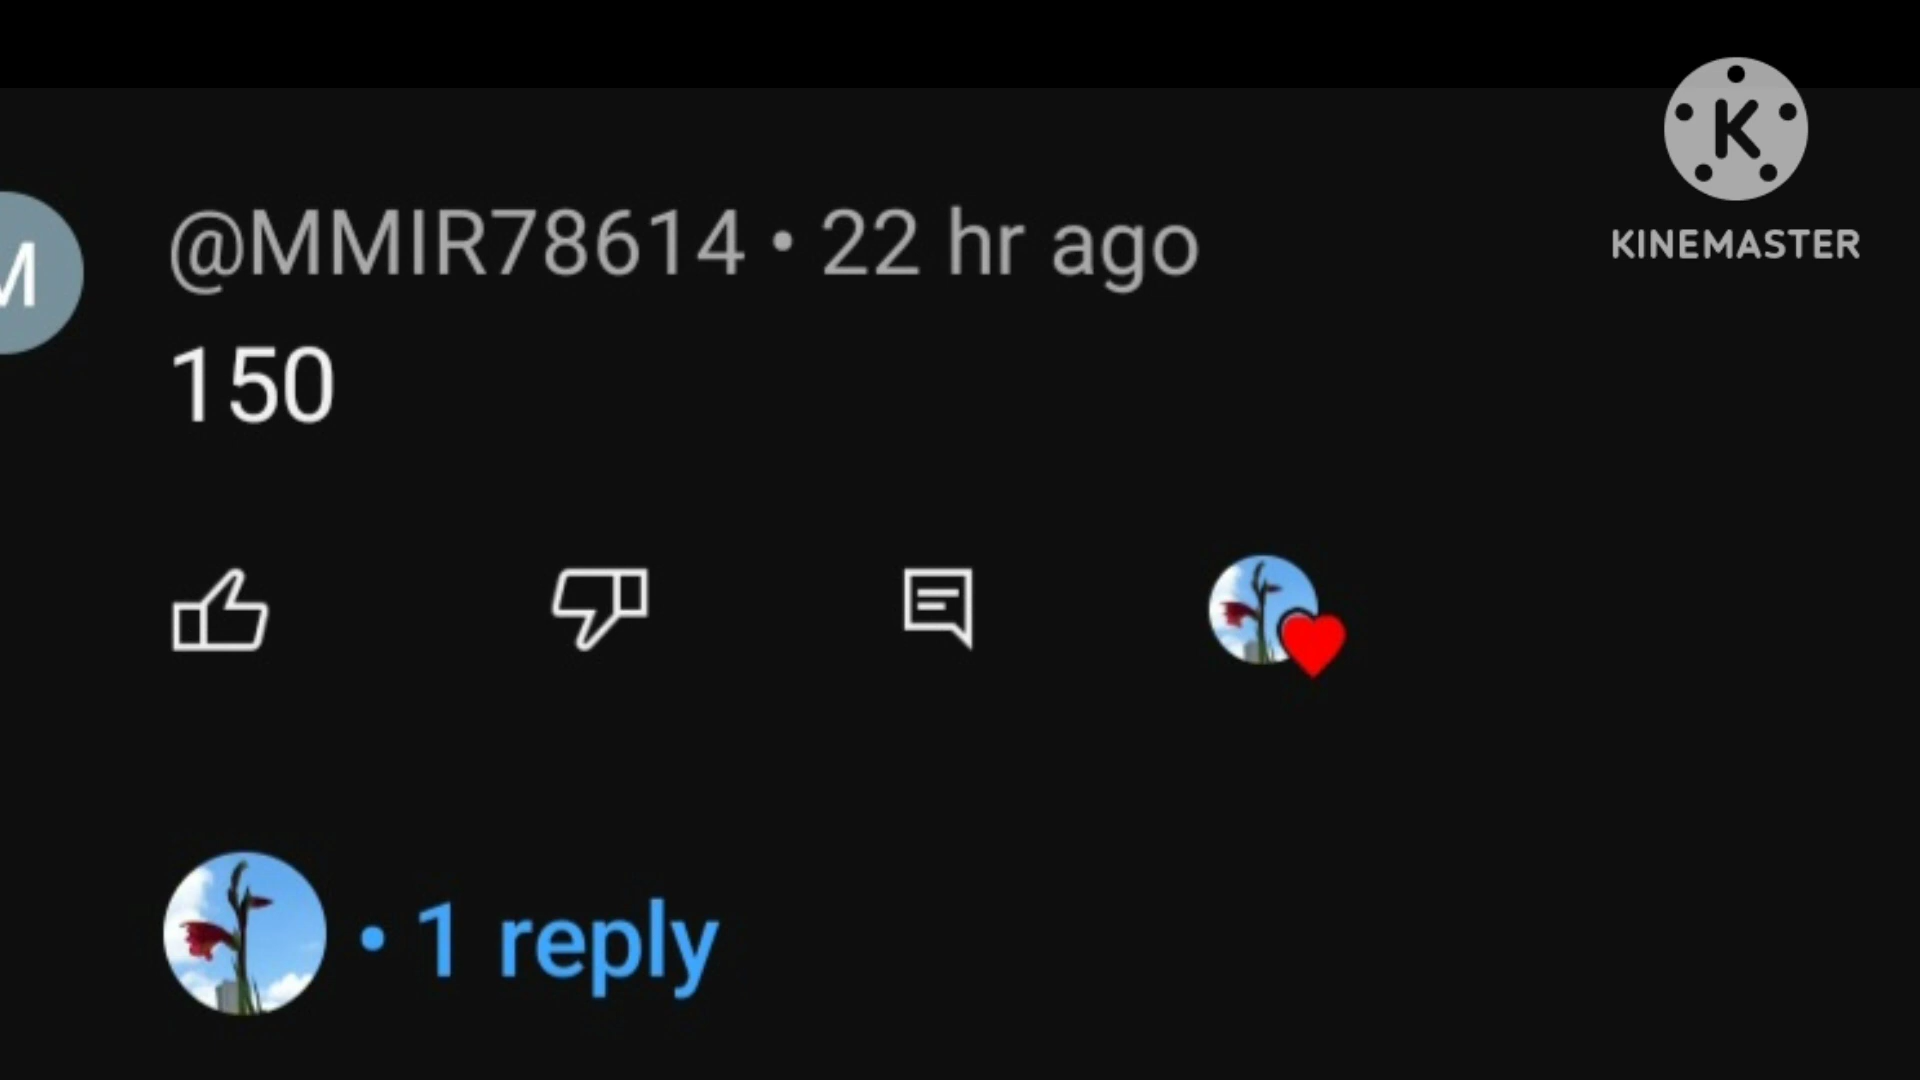 K
KINEMASTER
M
@MMIR78614 • 22 hr ago
150
• 1 reply